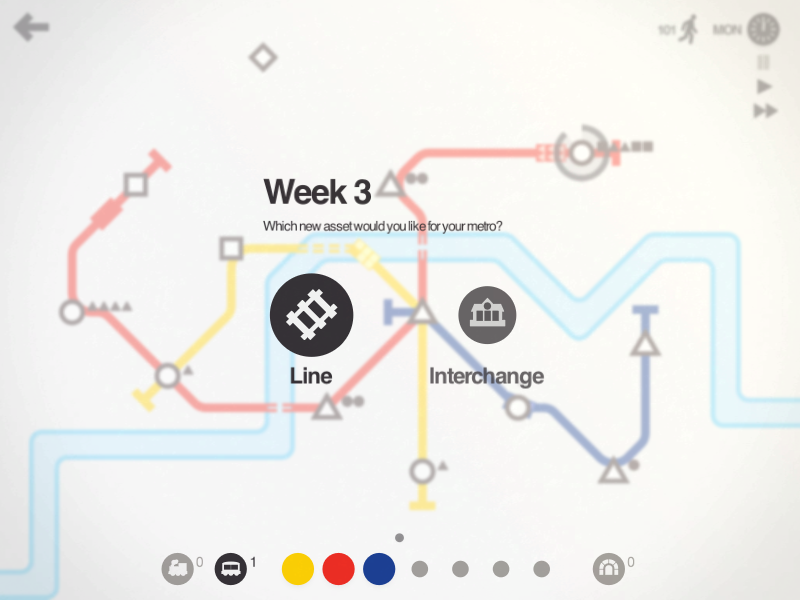 101
MON
Week 3
Which new asset would you like for your metro?
Line
Interchange
0
1
0